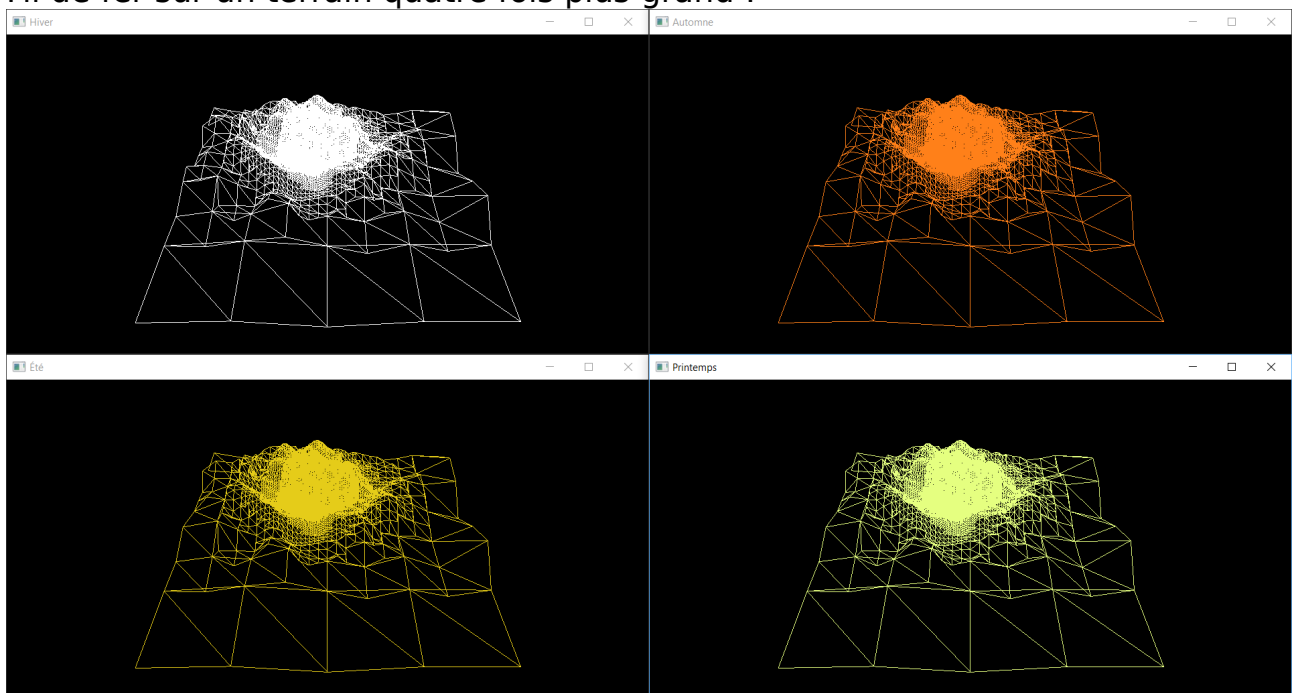 de fer sur un terrain quatre fois plus grand :
Hiver
Automne
Été
Printemps